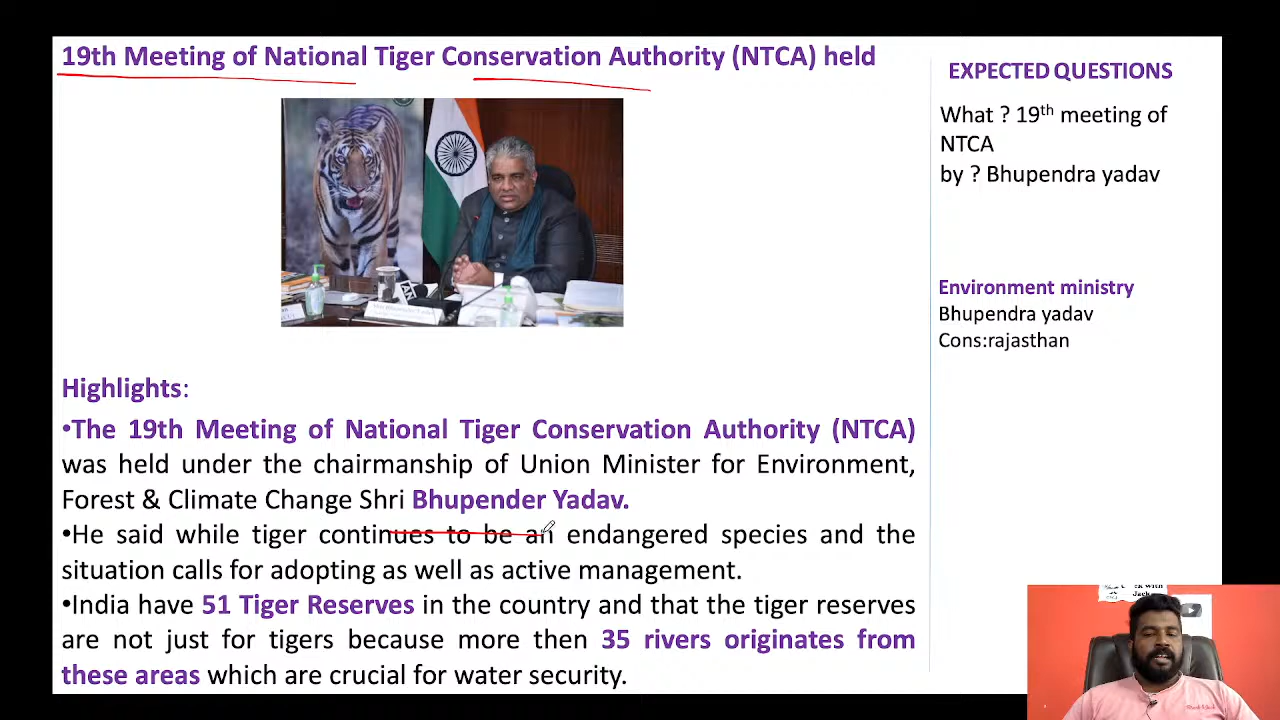 19th Meeting of National Tiger Conservation Authority (NTCA) held
EXPECTED QUESTIONS
What ? 19th meeting of
NTCA
by ? Bhupendra yadav
Environment ministry
Bhupendra yadav
Cons:rajasthan
Highlights:
•The 19th Meeting of National Tiger Conservation Authority (NTCA)
was held under the chairmanship of Union Minister for Environment,
Forest & Climate Change Shri Bhupender Yadav.
•He said while tiger continues to be an endangered species and the
situation calls for adopting as well as active management.
•India have 51 Tiger Reserves in the country and that the tiger reserves
are not just for tigers because more then 35 rivers originates from
these areas which are crucial for water security.
with
Jack